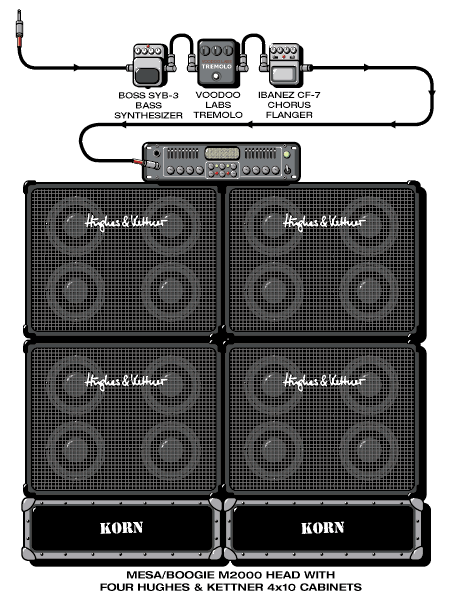 BOSS SYB-3
BASS
SYNTHESIZER
VOODOO
LABS
TREMOLO
IBANEZ CF-7
CHORUS
FLANGER
TREMOLO
Hughes & Kettner
Hughes & Kettner
Hughes & Kettner
Hughes & Kettner
KORN
KORN
MESA/BOOGIE M2000 HEAD WITH
FOUR HUGHES & KETTNER 4x10 CABINETS